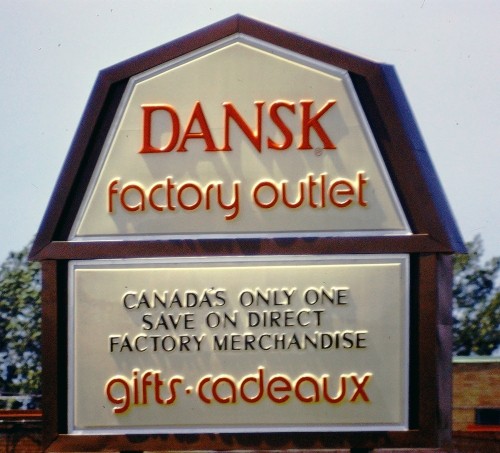 DANSK
factory outlet
CANADA'S ONLY ONE
SAVE ON DIRECT
FACTORY MERCHANDISE
gifts·cadeaux